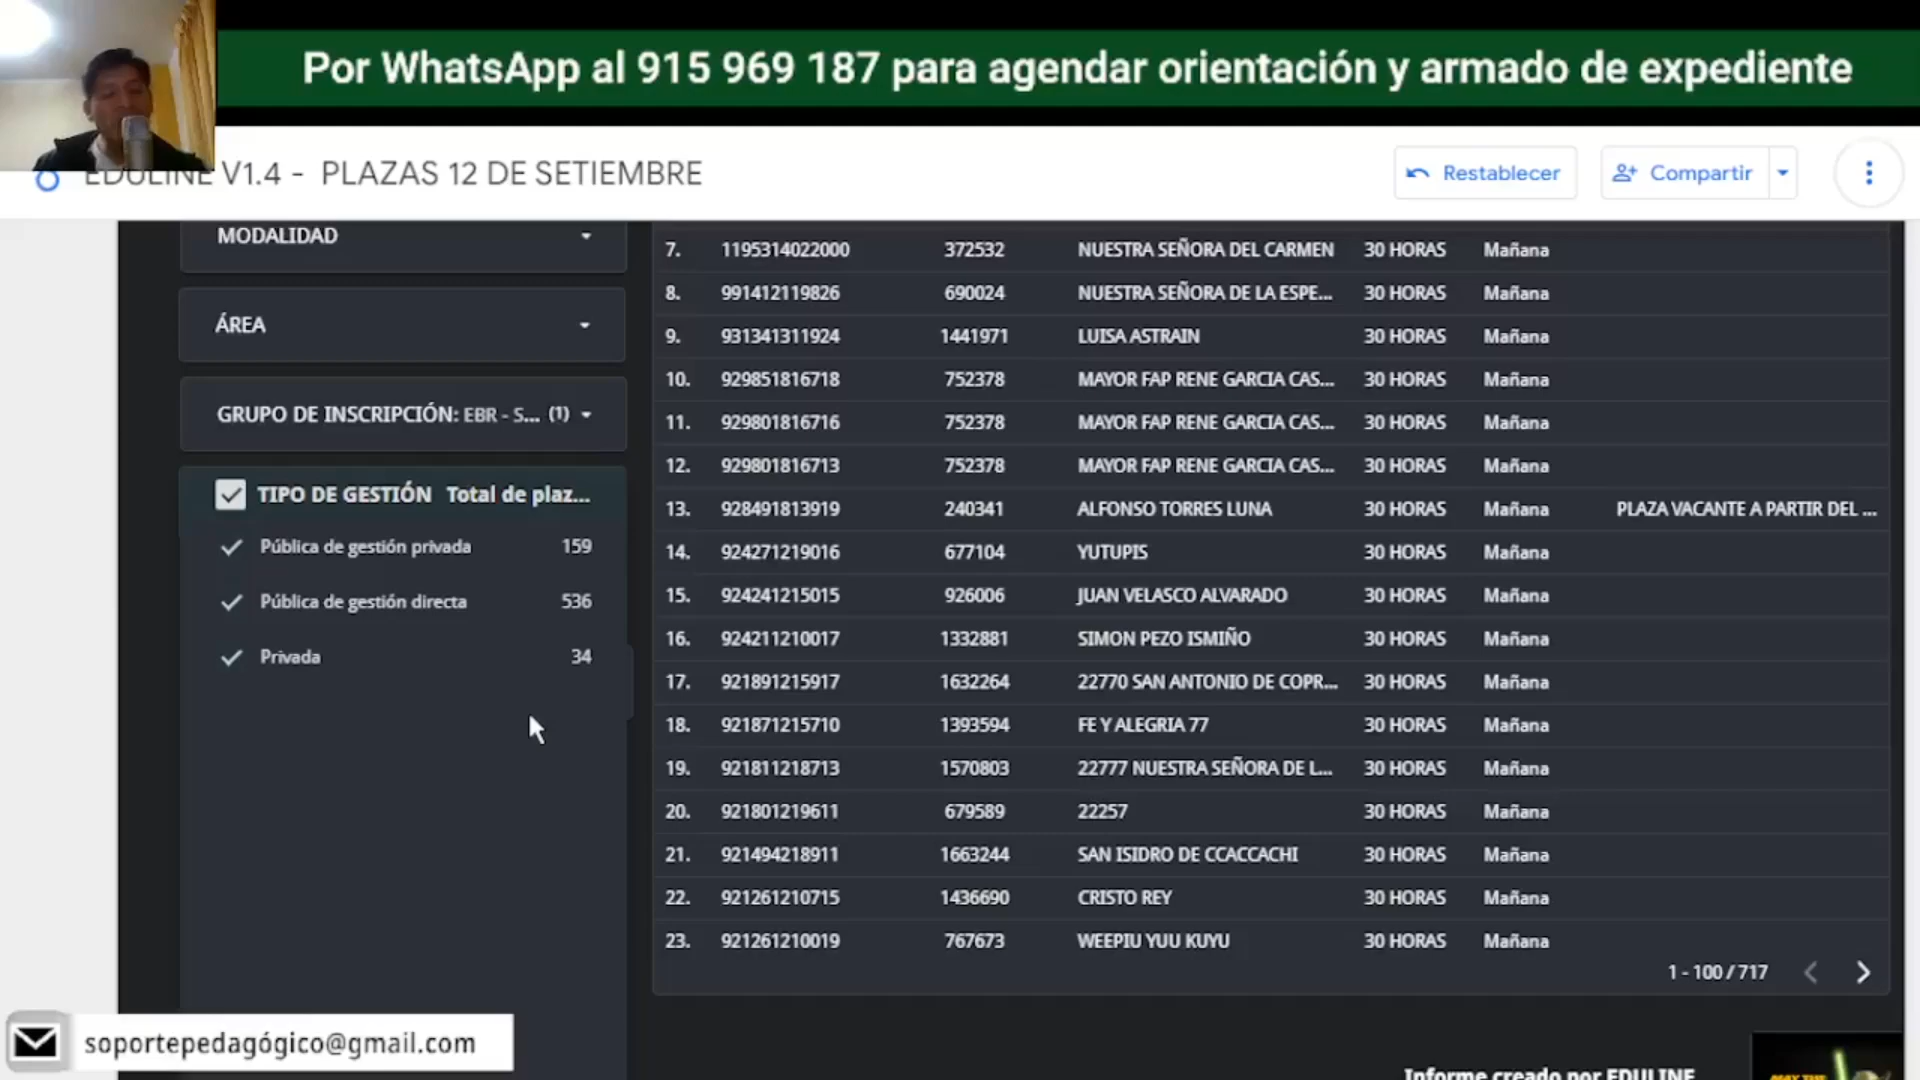 Por WhatsApp al 915 969 187 para agendar orientación y armado de expediente
EDULINE V1.4 - PLAZAS 12 DE SETIEMBRE
Restablecer
Compartir
MODALIDAD
ÁREA
GRUPO DE INSCRIPCIÓN: EBR - S... (1)
TIPO DE GESTIÓN Total de plaz...
Pública de gestión privada 159
Pública de gestión directa 536
Privada 34
7. 1195314022000 372532 NUESTRA SEÑORA DEL CARMEN 30 HORAS Mañana
8. 991412119826 690024 NUESTRA SEÑORA DE LA ESPE... 30 HORAS Mañana
9. 931341311924 1441971 LUISA ASTRAIN 30 HORAS Mañana
10. 929851816718 752378 MAYOR FAP RENE GARCIA CAS... 30 HORAS Mañana
11. 929801816716 752378 MAYOR FAP RENE GARCIA CAS... 30 HORAS Mañana
12. 929801816713 752378 MAYOR FAP RENE GARCIA CAS... 30 HORAS Mañana
13. 928491813919 240341 ALFONSO TORRES LUNA 30 HORAS Mañana PLAZA VACANTE A PARTIR DEL ...
14. 924271219016 677104 YUTUPIS 30 HORAS Mañana
15. 924241215015 926006 JUAN VELASCO ALVARADO 30 HORAS Mañana
16. 924211210017 1332881 SIMON PEZO ISMIÑO 30 HORAS Mañana
17. 921891215917 1632264 22770 SAN ANTONIO DE COPR... 30 HORAS Mañana
18. 921871215710 1393594 FE Y ALEGRIA 77 30 HORAS Mañana
19. 921811218713 1570803 22777 NUESTRA SEÑORA DE L... 30 HORAS Mañana
20. 921801219611 679589 22257 30 HORAS Mañana
21. 921494218911 1663244 SAN ISIDRO DE CCACCACHI 30 HORAS Mañana
22. 921261210715 1436690 CRISTO REY 30 HORAS Mañana
23. 921261210019 767673 WEEPIU YUU KUYU 30 HORAS Mañana
1 - 100 / 717
soportepedagógico@gmail.com
Informe creado por EDULINE